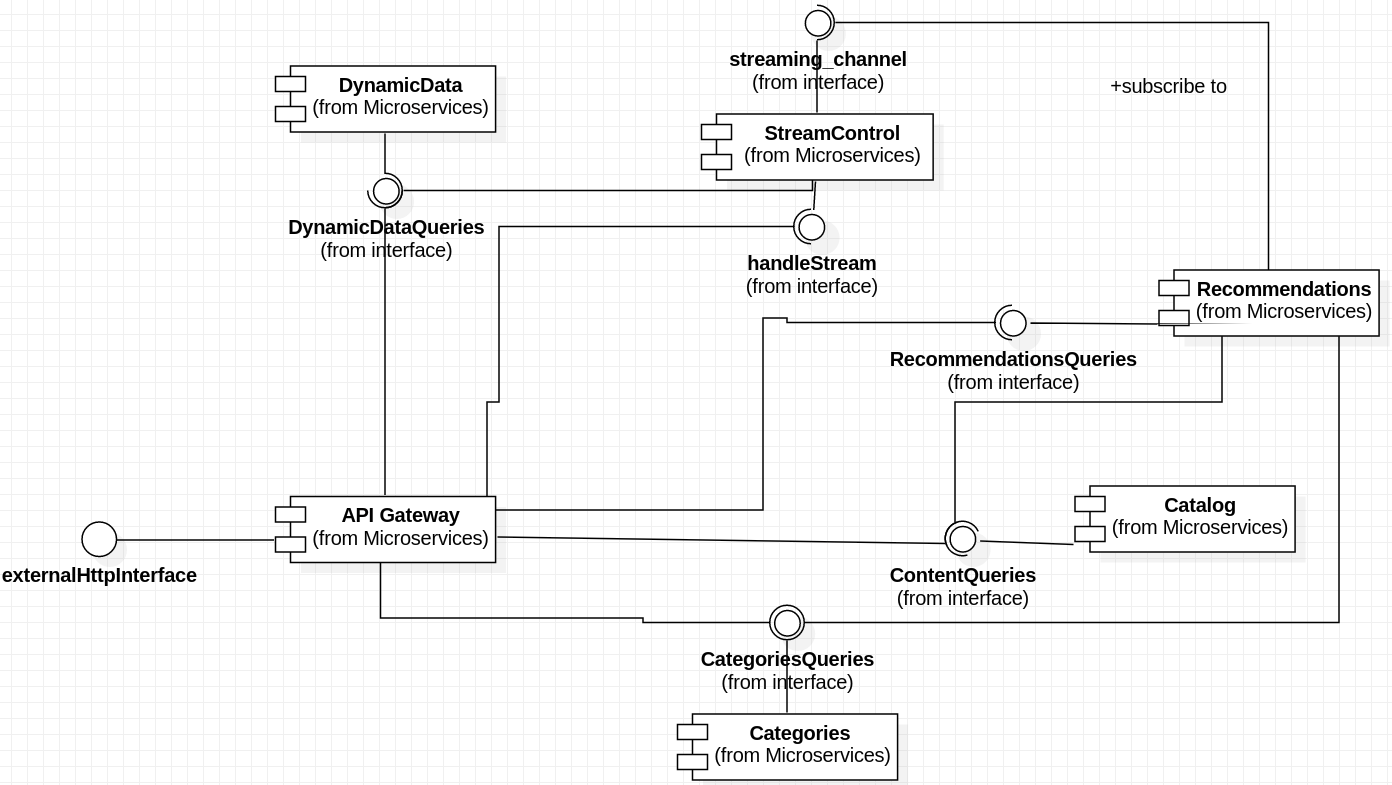 streaming_channel
(from interface)
DynamicData
(from Microservices)
+subscribe to
StreamControl
(from Microservices)
DynamicDataQueries
(from interface)
handleStream
(from interface)
Recommendations
(from Microservices)
RecommendationsQueries
(from interface)
API Gateway
(from Microservices)
Catalog
(from Microservices)
externalHttpInterface
ContentQueries
(from interface)
CategoriesQueries
(from interface)
Categories
(from Microservices)